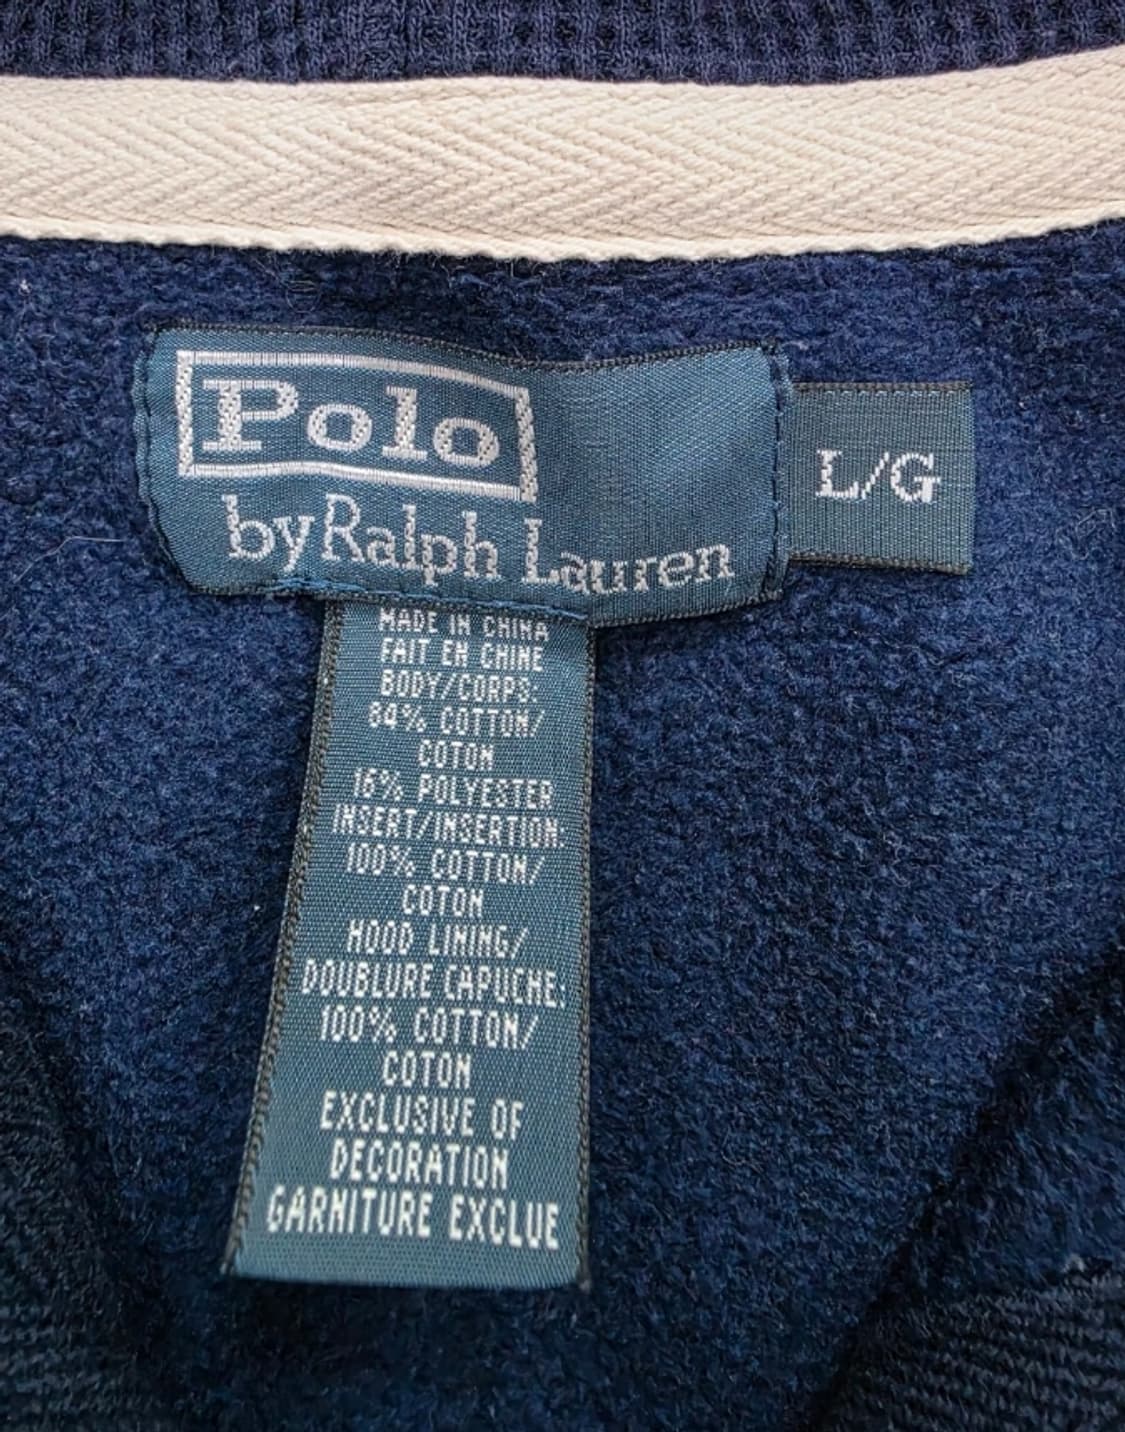 Polo
by Ralph Lauren
L/G
MADE IN CHINA
FAIT EN CHINE
BODY/CORPS:
84% COTTON/
COTON
16% POLYESTER
INSERT/INSERTION:
100% COTTON/
COTON
HOOD LINING/
DOUBLURE CAPUCHE:
100% COTTON/
COTON
EXCLUSIVE OF
DECORATION
GARNITURE EXCLUE